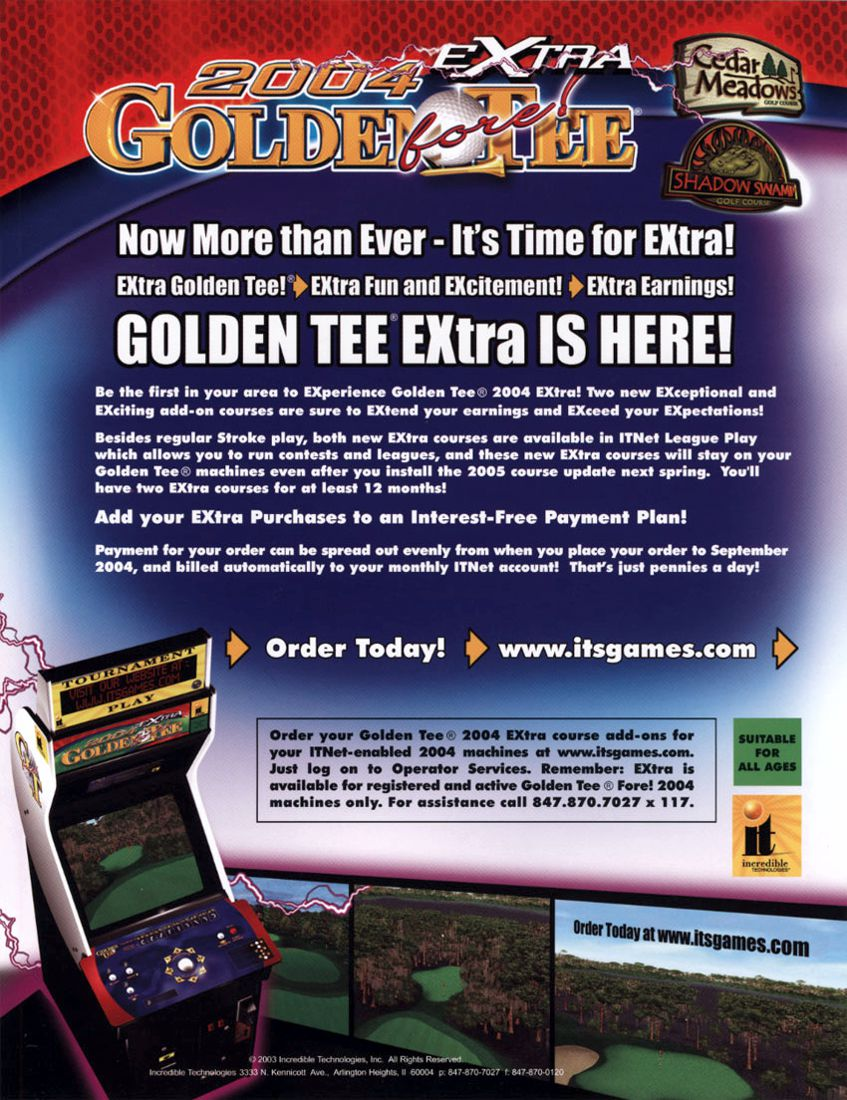 2004 EXTRA
GOLDEN TEE®
fore!
Cedar
Meadows
GOLF COURSE
SHADOW SWAMP
GOLF COURSE
Now More than Ever - It's Time for EXtra!
EXtra Golden Tee!® EXtra Fun and EXcitement! EXtra Earnings!
GOLDEN TEE® EXtra IS HERE!
Be the first in your area to EXperience Golden Tee® 2004 EXtra! Two new EXceptional and
EXciting add-on courses are sure to EXtend your earnings and EXceed your EXpectations!
Besides regular Stroke play, both new EXtra courses are available in ITNet League Play
which allows you to run contests and leagues, and these new EXtra courses will stay on your
Golden Tee® machines even after you install the 2005 course update next spring. You'll
have two EXtra courses for at least 12 months!
Add your EXtra Purchases to an Interest-Free Payment Plan!
Payment for your order can be spread out evenly from when you place your order to September
2004, and billed automatically to your monthly ITNet account! That's just pennies a day!
Order Today! www.itsgames.com
TOURNAMENT
VISIT OUR WEBSITE AT:
WWW.ITSGAMES.COM
PLAY
2004 EXTRA
GOLDEN TEE
Order your Golden Tee® 2004 EXtra course add-ons for
your ITNet-enabled 2004 machines at www.itsgames.com.
Just log on to Operator Services. Remember: EXtra is
available for registered and active Golden Tee ® Fore! 2004
machines only. For assistance call 847.870.7027 x 117.
SUITABLE
FOR
ALL AGES
it
incredible
TECHNOLOGIES
Order Today at www.itsgames.com
© 2003 Incredible Technologies, Inc. All Rights Reserved.
Incredible Technologies 3333 N. Kennicott Ave., Arlington Heights, Il 60004 p: 847-870-7027 f: 847-870-0120